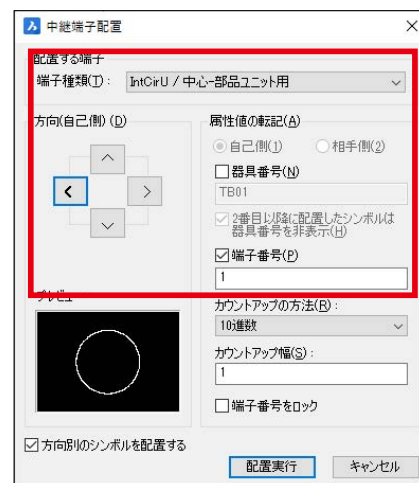 中継端子配置
配置する端子
端子種類(T)： IntCirU / 中心-部品ユニット用
方向(自己側) (D)
属性値の転記(A)
自己側(1) 相手側(2)
器具番号(N)
TB01
2番目以降に配置したシンボルは
器具番号を非表示(H)
端子番号(P)
1
プレビュー
カウントアップの方法(R)：
10進数
カウントアップ幅(S)：
1
端子番号をロック
方向別のシンボルを配置する
配置実行 キャンセル